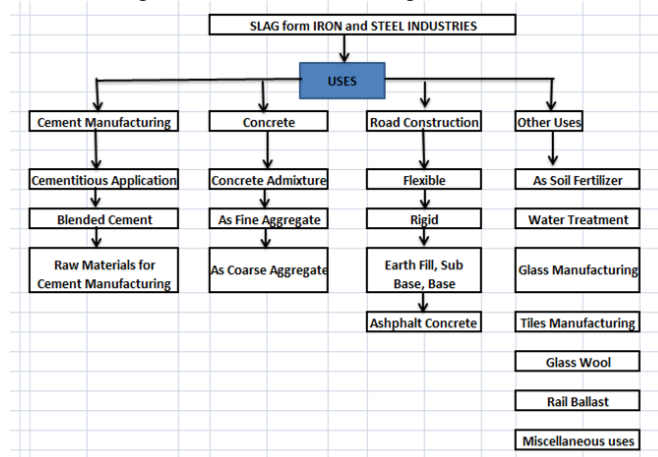 SLAG form IRON and STEEL INDUSTRIES
USES
Cement Manufacturing
Concrete
Road Construction
Other Uses
Cementitious Application
Concrete Admixture
Flexible
As Soil Fertilizer
Blended Cement
As Fine Aggregate
Rigid
Water Treatment
Raw Materials for
Cement Manufacturing
As Coarse Aggregate
Earth Fill, Sub
Base, Base
Glass Manufacturing
Ashphalt Concrete
Tiles Manufacturing
Glass Wool
Rail Ballast
Miscellaneous uses